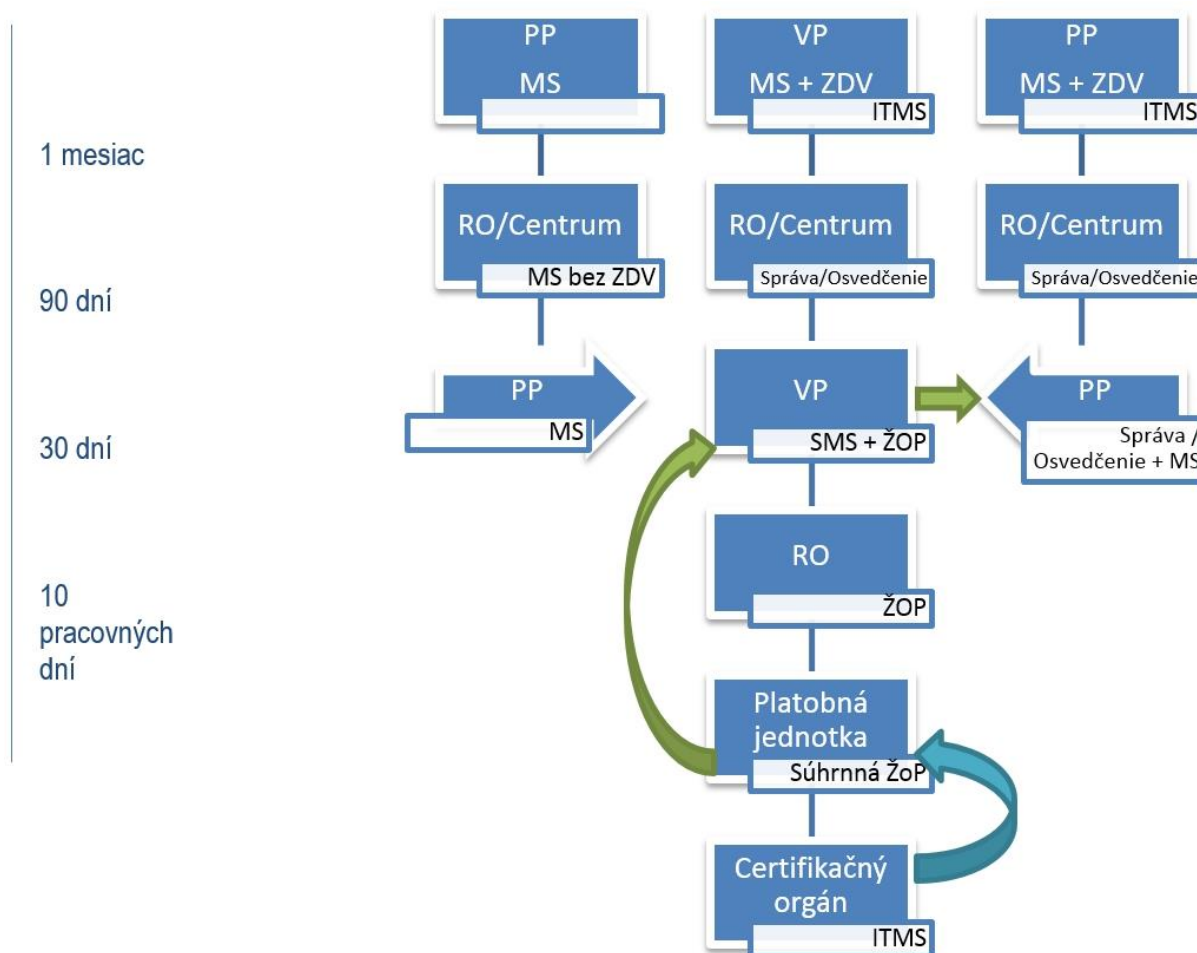 PP
MS
VP
MS + ZDV
ITMS
PP
MS + ZDV
ITMS
1 mesiac
RO/Centrum
MS bez ZDV
RO/Centrum
Správa/Osvedčenie
RO/Centrum
Správa/Osvedčenie
90 dní
PP
MS
VP
SMS + ŽOP
PP
Správa /
Osvedčenie + MS
30 dní
RO
ŽOP
10
pracovných
dní
Platobná
jednotka
Súhrnná ŽoP
Certifikačný
orgán
ITMS